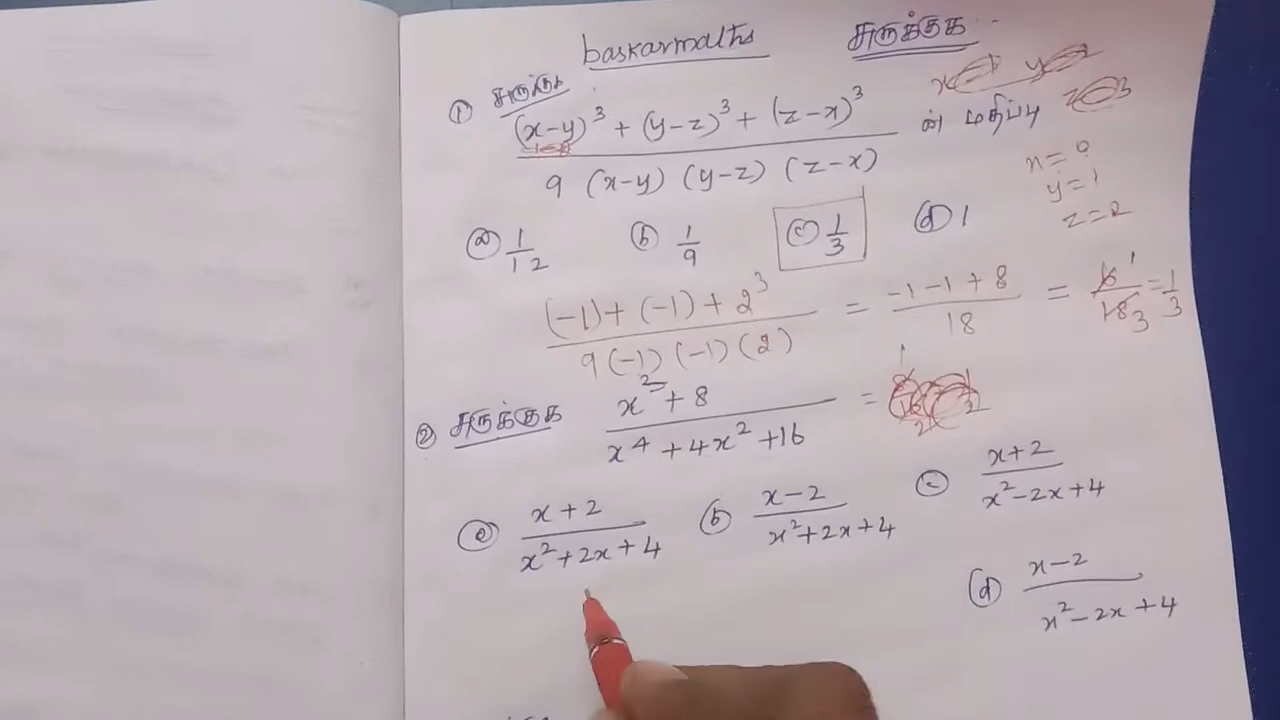 baskarmaths சுருக்குக
① சுருக்குக
(x-y)³ + (y-z)³ + (z-x)³ ன் மதிப்பு
9 (x-y) (y-z) (z-x)
x = 0
y = 1
z = 2
ⓐ 1/12 ⓑ 1/9 ⓒ 1/3 ⓓ 1
(-1) + (-1) + 2³ / 9(-1)(-1)(2) = -1 -1 + 8 / 18 = 6 1 / 18 3 = 1/3
② சுருக்குக x³ + 8 / x⁴ + 4x² + 16 =
ⓐ x + 2 / x² + 2x + 4 ⓑ x - 2 / x² + 2x + 4 ⓒ x + 2 / x² - 2x + 4
ⓓ x - 2 / x² - 2x + 4